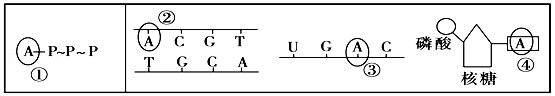 A—P~P~P
①
②
A C G T
T G C A
U G A C
③
磷酸
核糖
A
④